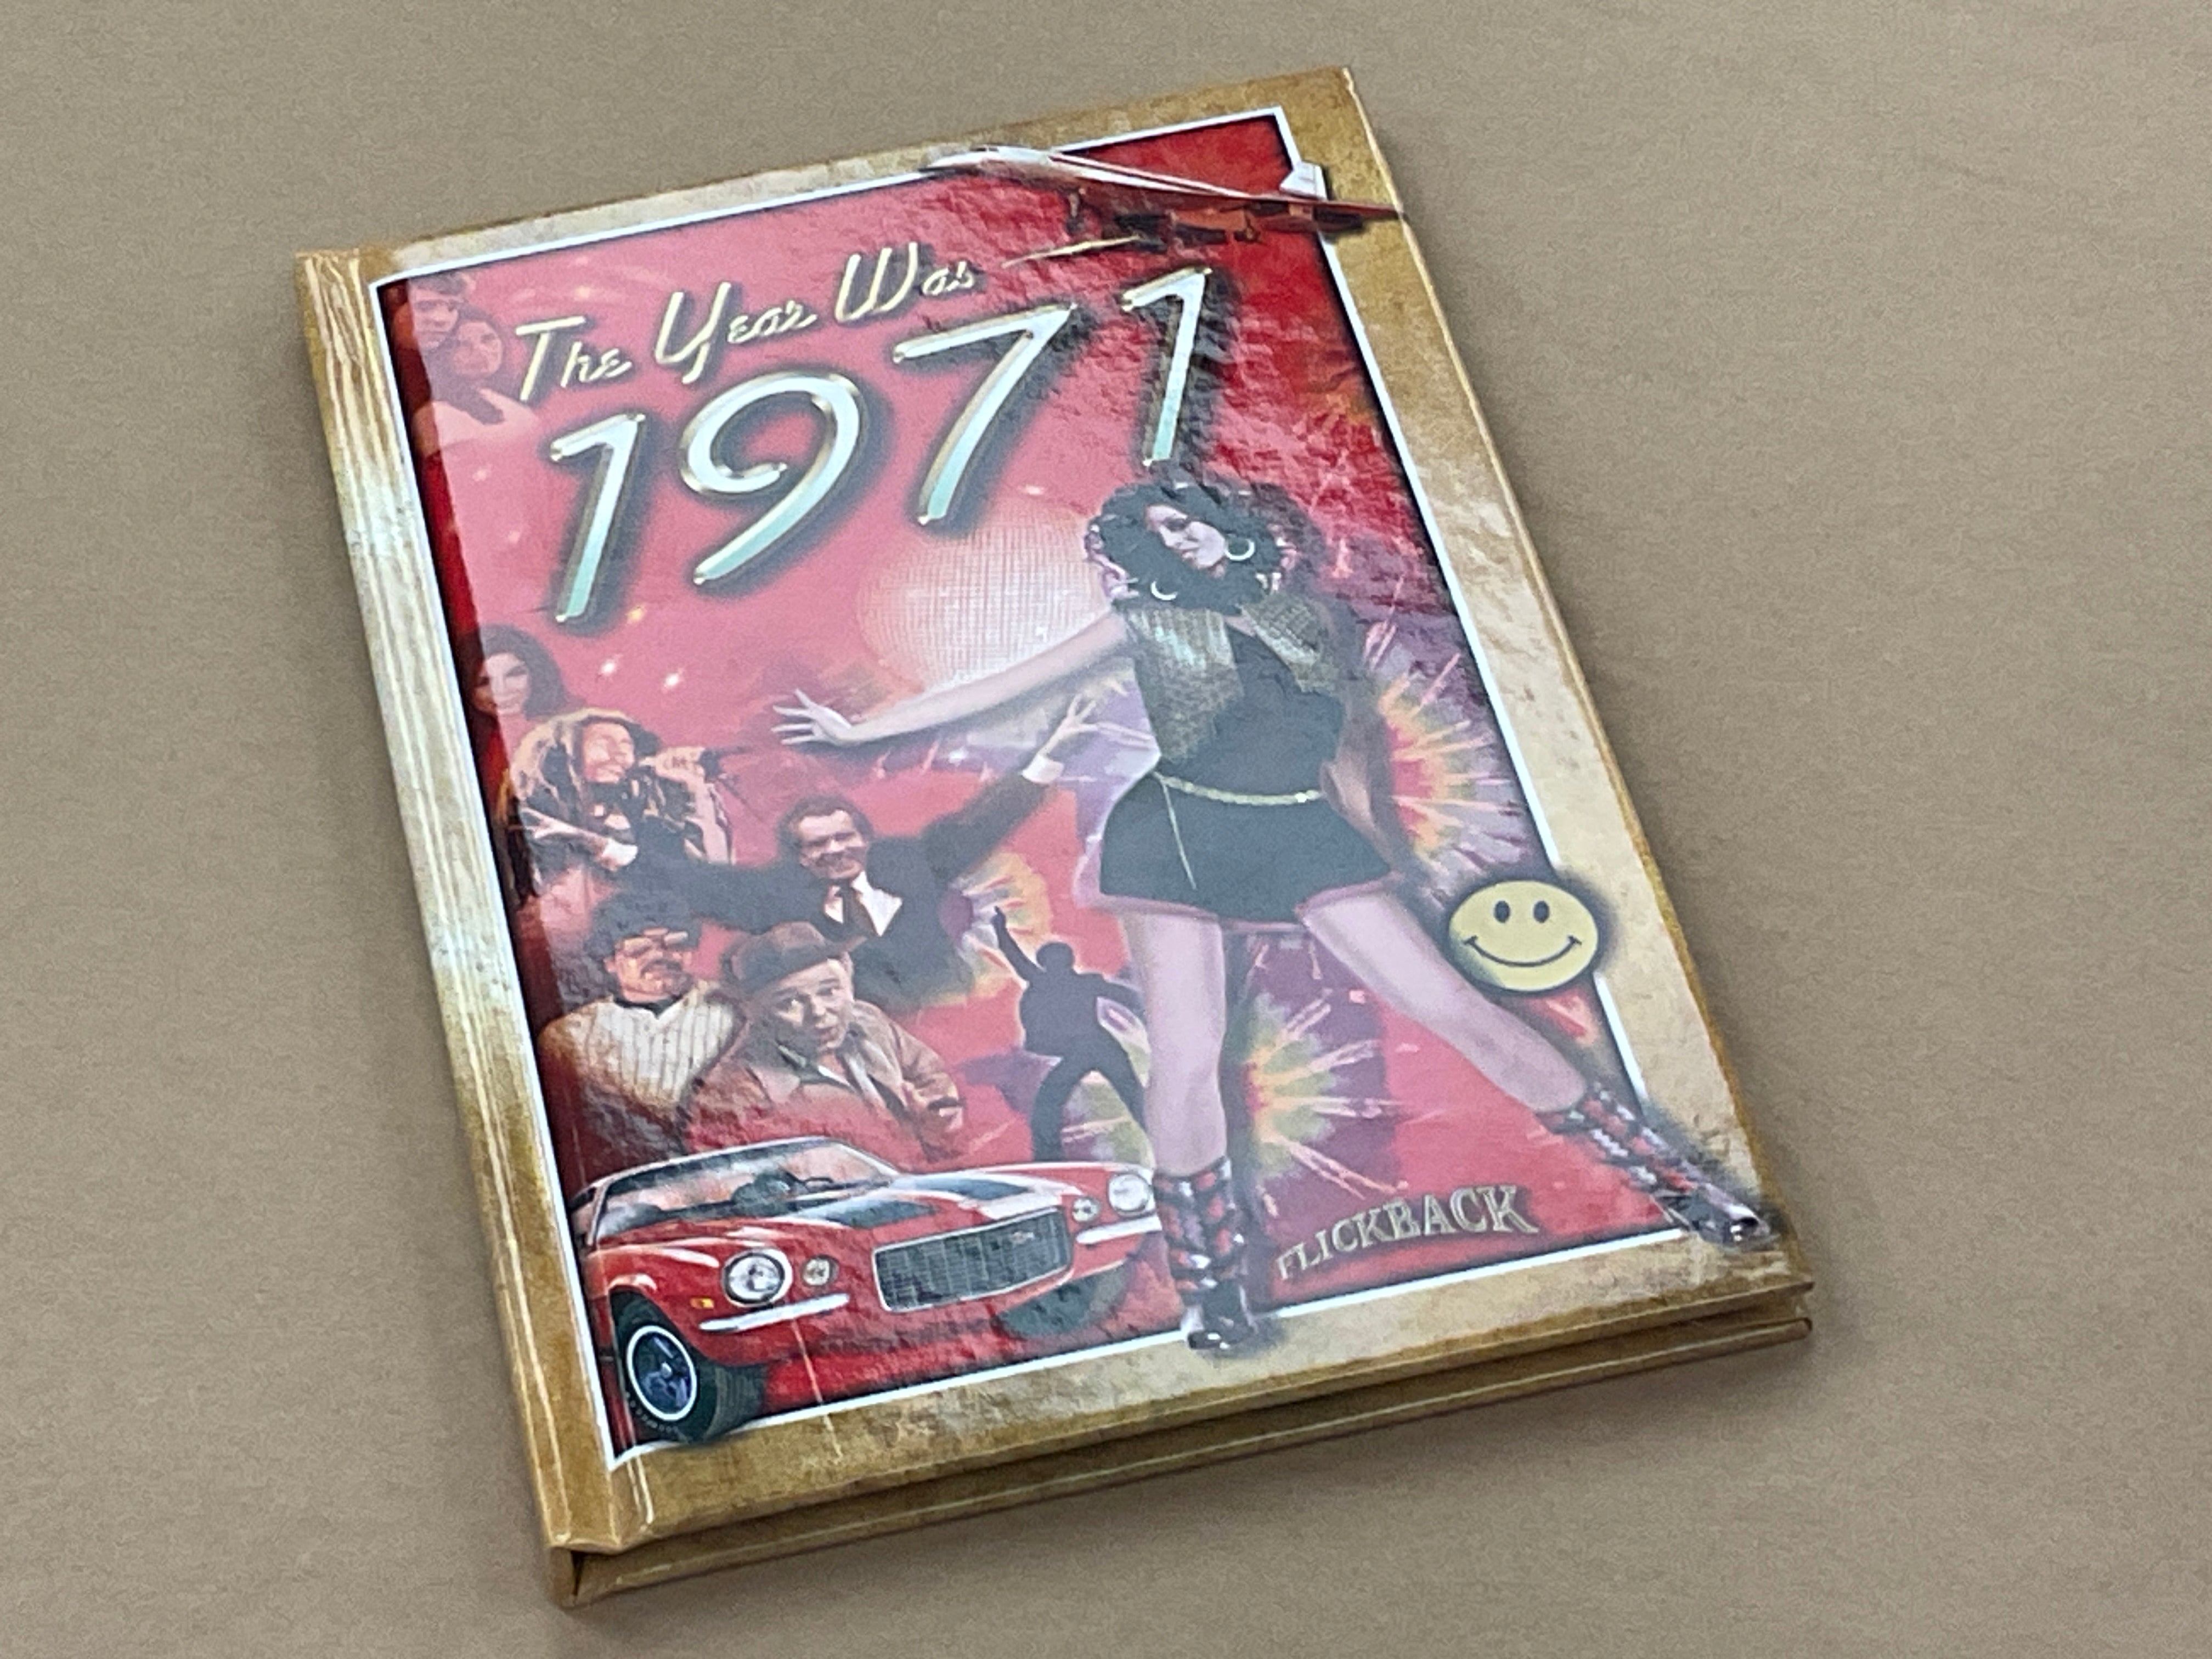 The Year Was
1971
FLICKBACK